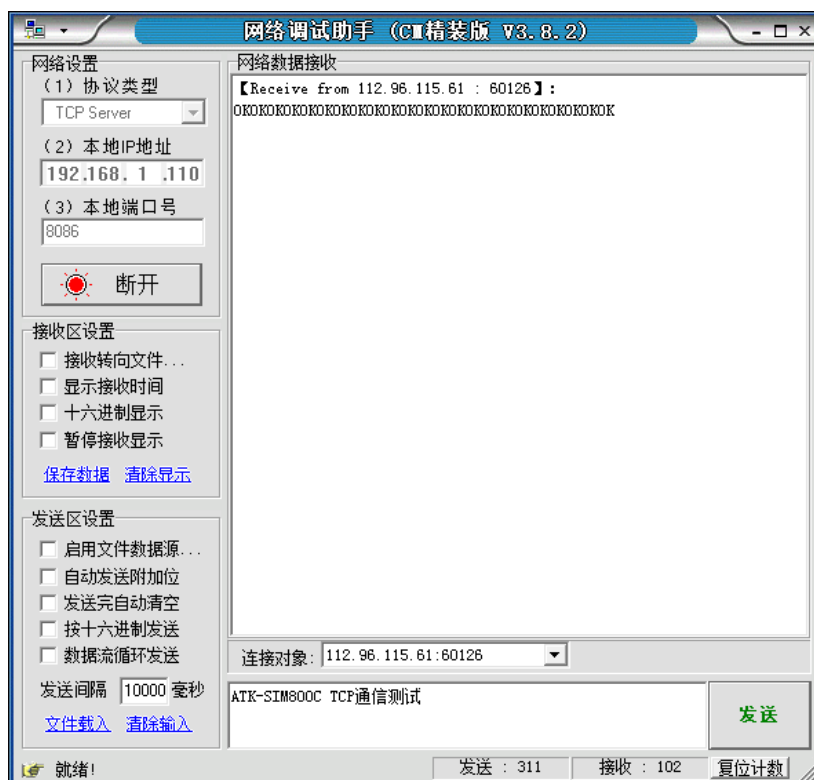 网络调试助手 (CⅢ精装版 V3.8.2)
网络设置
(1) 协议类型
TCP Server
(2) 本地IP地址
192.168. 1 .110
(3) 本地端口号
8086
断开
接收区设置
接收转向文件...
显示接收时间
十六进制显示
暂停接收显示
保存数据 清除显示
发送区设置
启用文件数据源...
自动发送附加位
发送完自动清空
按十六进制发送
数据流循环发送
发送间隔 10000 毫秒
文件载入 清除输入
网络数据接收
【Receive from 112.96.115.61 : 60126】:
OKOKOKOKOKOKOKOKOKOKOKOKOKOKOKOKOKOKOKOKOKOKOK
连接对象: 112.96.115.61:60126
ATK-SIM800C TCP通信测试
发送
就绪!
发送 : 311
接收 : 102
复位计数